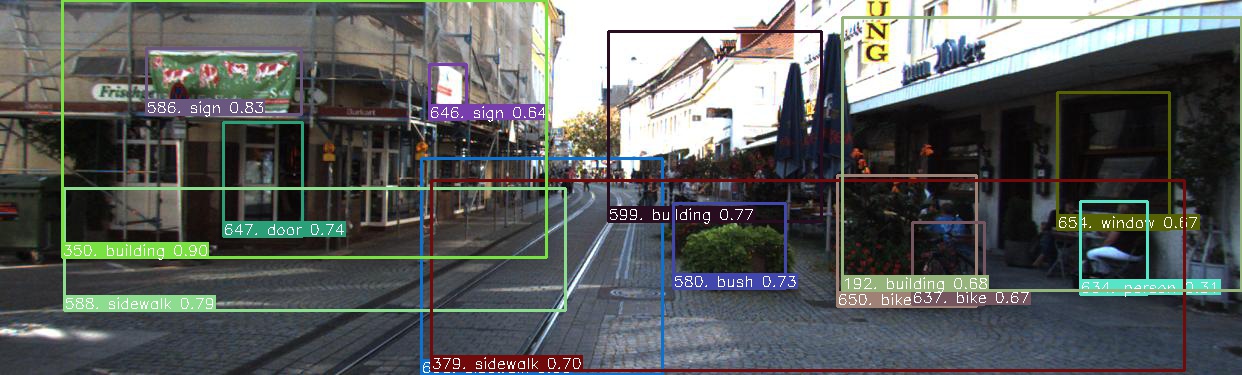 UNG
zum Adler
586. sign 0.83
646. sign 0.64
Burkart
599. building 0.77
647. door 0.74
654. window 0.67
350. building 0.90
580. bush 0.73
192. building 0.68
634. person 0.31
588. sidewalk 0.79
650. bike
637. bike 0.67
379. sidewalk 0.70